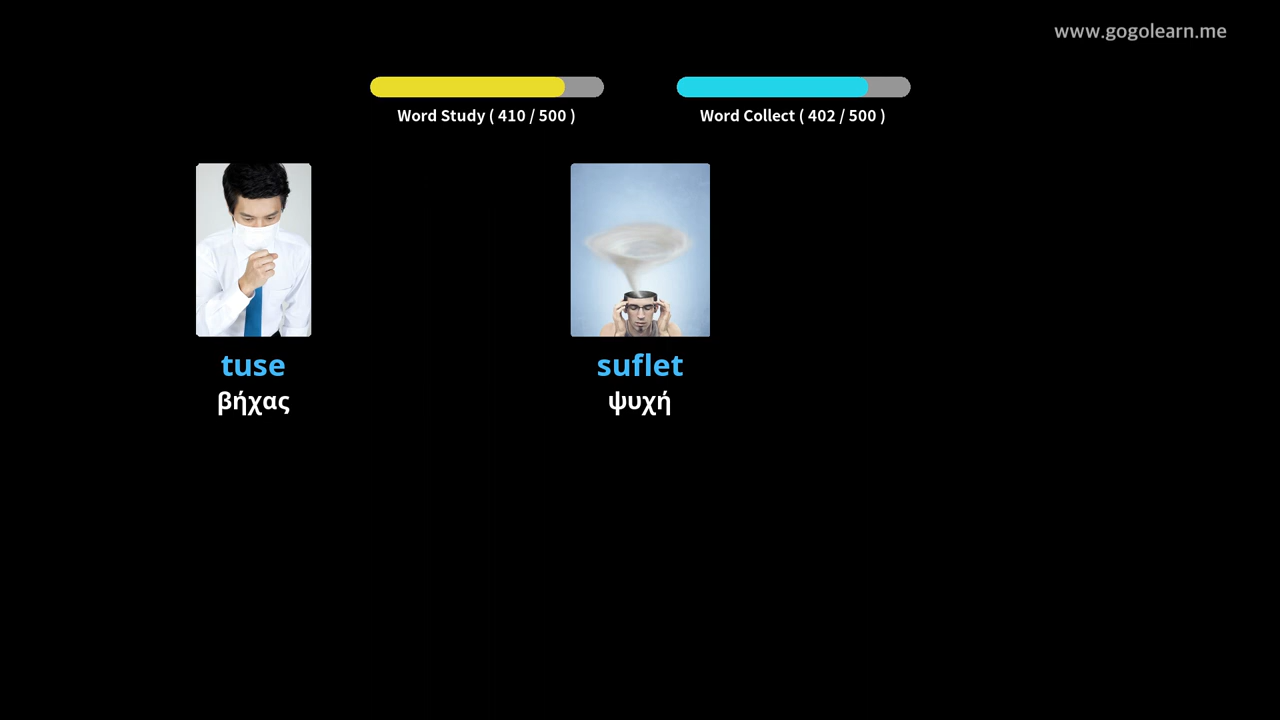 www.gogolearn.me
Word Study ( 410 / 500 )
Word Collect ( 402 / 500 )
tuse
βήχας
suflet
ψυχή